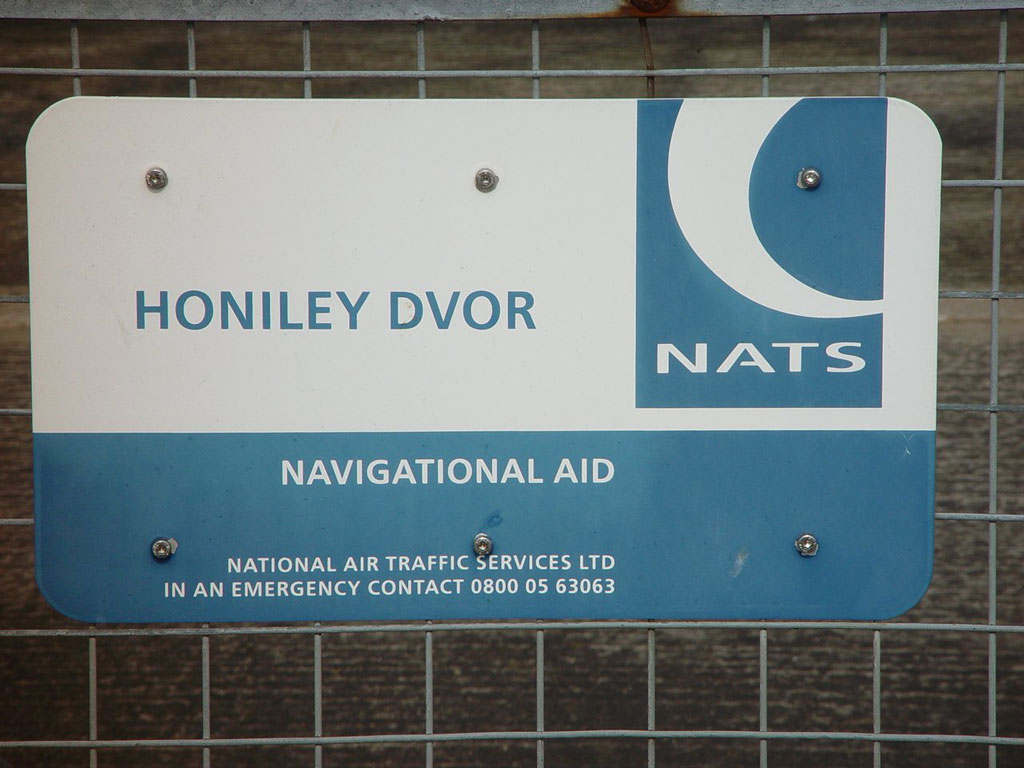 HONILEY DVOR
NATS
NAVIGATIONAL AID
NATIONAL AIR TRAFFIC SERVICES LTD
IN AN EMERGENCY CONTACT 0800 05 63063